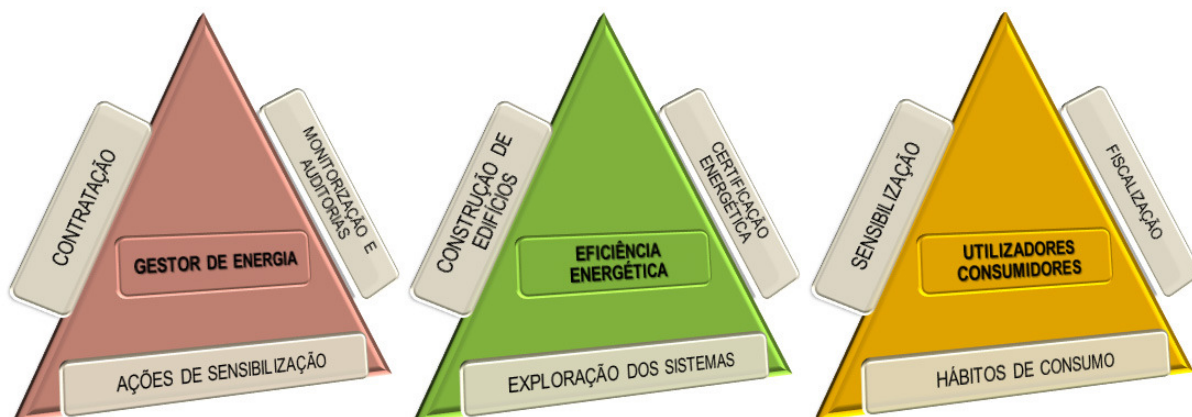 CONTRATAÇÃO
MONITORIZAÇÃO E
AUDITORIAS
GESTOR DE ENERGIA
AÇÕES DE SENSIBILIZAÇÃO
CONSTRUÇÃO DE
EDIFÍCIOS
CERTIFICAÇÃO
ENERGÉTICA
EFICIÊNCIA
ENERGÉTICA
EXPLORAÇÃO DOS SISTEMAS
SENSIBILIZAÇÃO
FISCALIZAÇÃO
UTILIZADORES
CONSUMIDORES
HÁBITOS DE CONSUMO